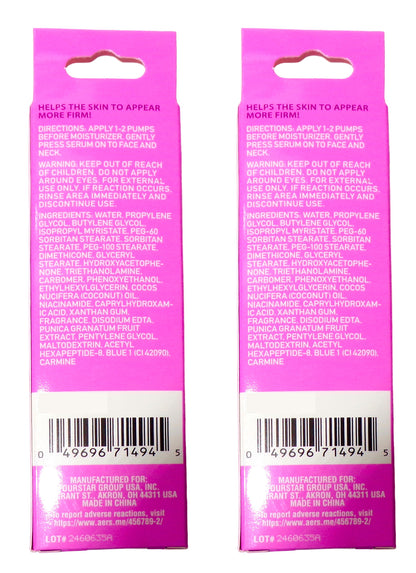 HELPS THE SKIN TO APPEAR
MORE FIRM!
DIRECTIONS: APPLY 1-2 PUMPS
BEFORE MOISTURIZER, GENTLY
PRESS SERUM ON TO FACE AND
NECK.
WARNING: KEEP OUT OF REACH
OF CHILDREN. DO NOT APPLY
AROUND EYES. FOR EXTERNAL
USE ONLY. IF REACTION OCCURS,
RINSE AREA IMMEDIATELY AND
DISCONTINUE USE.
INGREDIENTS: WATER, PROPYLENE
GLYCOL, BUTYLENE GLYCOL,
ISOPROPYL MYRISTATE, PEG-60
SORBITAN STEARATE, SORBITAN
STEARATE, PEG-100 STEARATE,
DIMETHICONE, GLYCERYL
STEARATE, HYDROXYACETOPHE-
NONE, TRIETHANOLAMINE,
CARBOMER, PHENOXYETHANOL,
ETHYLHEXYLGLYCERIN, COCOS
NUCIFERA (COCONUT) OIL,
NIACINAMIDE, CAPRYLHYDROXAM-
IC ACID, XANTHAN GUM,
FRAGRANCE, DISODIUM EDTA,
PUNICA GRANATUM FRUIT
EXTRACT, PENTYLENE GLYCOL,
MALTODEXTRIN, ACETYL
HEXAPEPTIDE-8, BLUE 1 (CI 42090),
CARMINE
0 49696 71494 5
MANUFACTURED FOR:
FOURSTAR GROUP USA, INC.
GRANT ST., AKRON, OH 44311 USA
MADE IN CHINA
To report adverse reactions, visit
https://www.aers.me/456789-2/
LOT# 2460635A
HELPS THE SKIN TO APPEAR
MORE FIRM!
DIRECTIONS: APPLY 1-2 PUMPS
BEFORE MOISTURIZER, GENTLY
PRESS SERUM ON TO FACE AND
NECK.
WARNING: KEEP OUT OF REACH
OF CHILDREN. DO NOT APPLY
AROUND EYES. FOR EXTERNAL
USE ONLY. IF REACTION OCCURS,
RINSE AREA IMMEDIATELY AND
DISCONTINUE USE.
INGREDIENTS: WATER, PROPYLENE
GLYCOL, BUTYLENE GLYCOL,
ISOPROPYL MYRISTATE, PEG-60
SORBITAN STEARATE, SORBITAN
STEARATE, PEG-100 STEARATE,
DIMETHICONE, GLYCERYL
STEARATE, HYDROXYACETOPHE-
NONE, TRIETHANOLAMINE,
CARBOMER, PHENOXYETHANOL,
ETHYLHEXYLGLYCERIN, COCOS
NUCIFERA (COCONUT) OIL,
NIACINAMIDE, CAPRYLHYDROXAM-
IC ACID, XANTHAN GUM,
FRAGRANCE, DISODIUM EDTA,
PUNICA GRANATUM FRUIT
EXTRACT, PENTYLENE GLYCOL,
MALTODEXTRIN, ACETYL
HEXAPEPTIDE-8, BLUE 1 (CI 42090),
CARMINE
0 49696 71494 5
MANUFACTURED FOR:
FOURSTAR GROUP USA, INC.
GRANT ST., AKRON, OH 44311 USA
MADE IN CHINA
To report adverse reactions, visit
https://www.aers.me/456789-2/
LOT# 2460635A